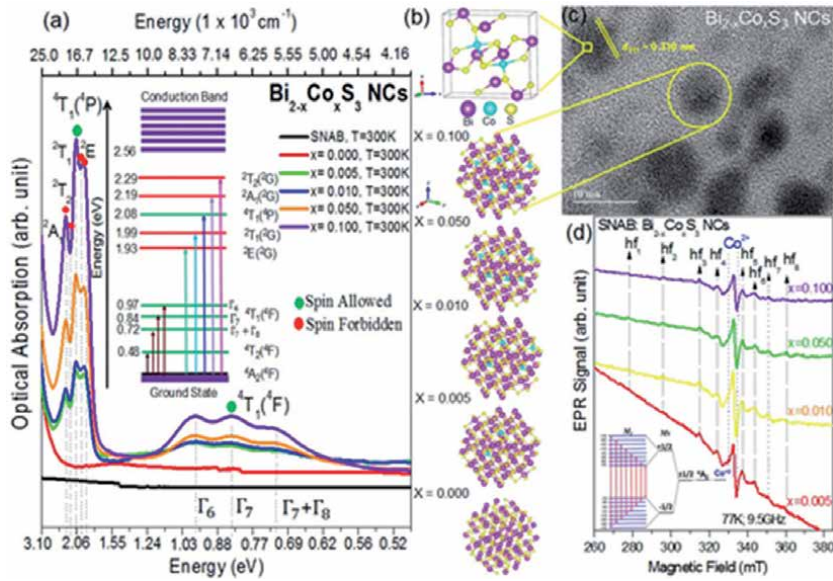 (a)
Energy (1 x 10³cm⁻¹)
25.0 16.7 12.5 10.0 8.33 7.14 6.25 5.55 5.00 4.54 4.16
⁴T₁(⁴P)
²T₁
²T₂
²A₁
²E
Conduction Band
Energy (eV)
2.56
2.29 ²T₂(²G)
2.19 ²A₁(²G)
2.08 ⁴T₁(⁴P)
1.99 ²T₁(²G)
1.93 ²E(²G)
0.97 Γ₆
0.84 Γ₇ ⁴T₁(⁴F)
0.72 Γ₇ + Γ₈
0.48 ⁴T₂(⁴F)
⁴A₂(⁴F)
Ground State
Bi₂₋ₓCoₓS₃ NCs
SNAB, T=300K
x= 0.000, T=300K
x= 0.005, T=300K
x= 0.010, T=300K
x= 0.050, T=300K
x= 0.100, T=300K
Spin Allowed
Spin Forbidden
⁴T₁(⁴F)
Γ₆ Γ₇ Γ₇+Γ₈
Optical Absorption (arb. unit)
3.10 2.06 1.55 1.24 1.03 0.88 0.77 0.69 0.62 0.56 0.52
Energy (eV)
(b)
Bi Co S
X = 0.100
X = 0.050
X = 0.010
X = 0.005
X = 0.000
(c)
Bi₂₋ₓCoₓS₃ NCs
(d)
SNAB: Bi₂₋ₓCoₓS₃ NCs
Co²⁺
hf₁ hf₂ hf₃ hf₄ hf₅ hf₆ hf₇ hf₈
x=0.100
x=0.050
x=0.010
x=0.005
77K; 9.5GHz
EPR Signal (arb. unit)
260 280 300 320 340 360 380
Magnetic Field (mT)